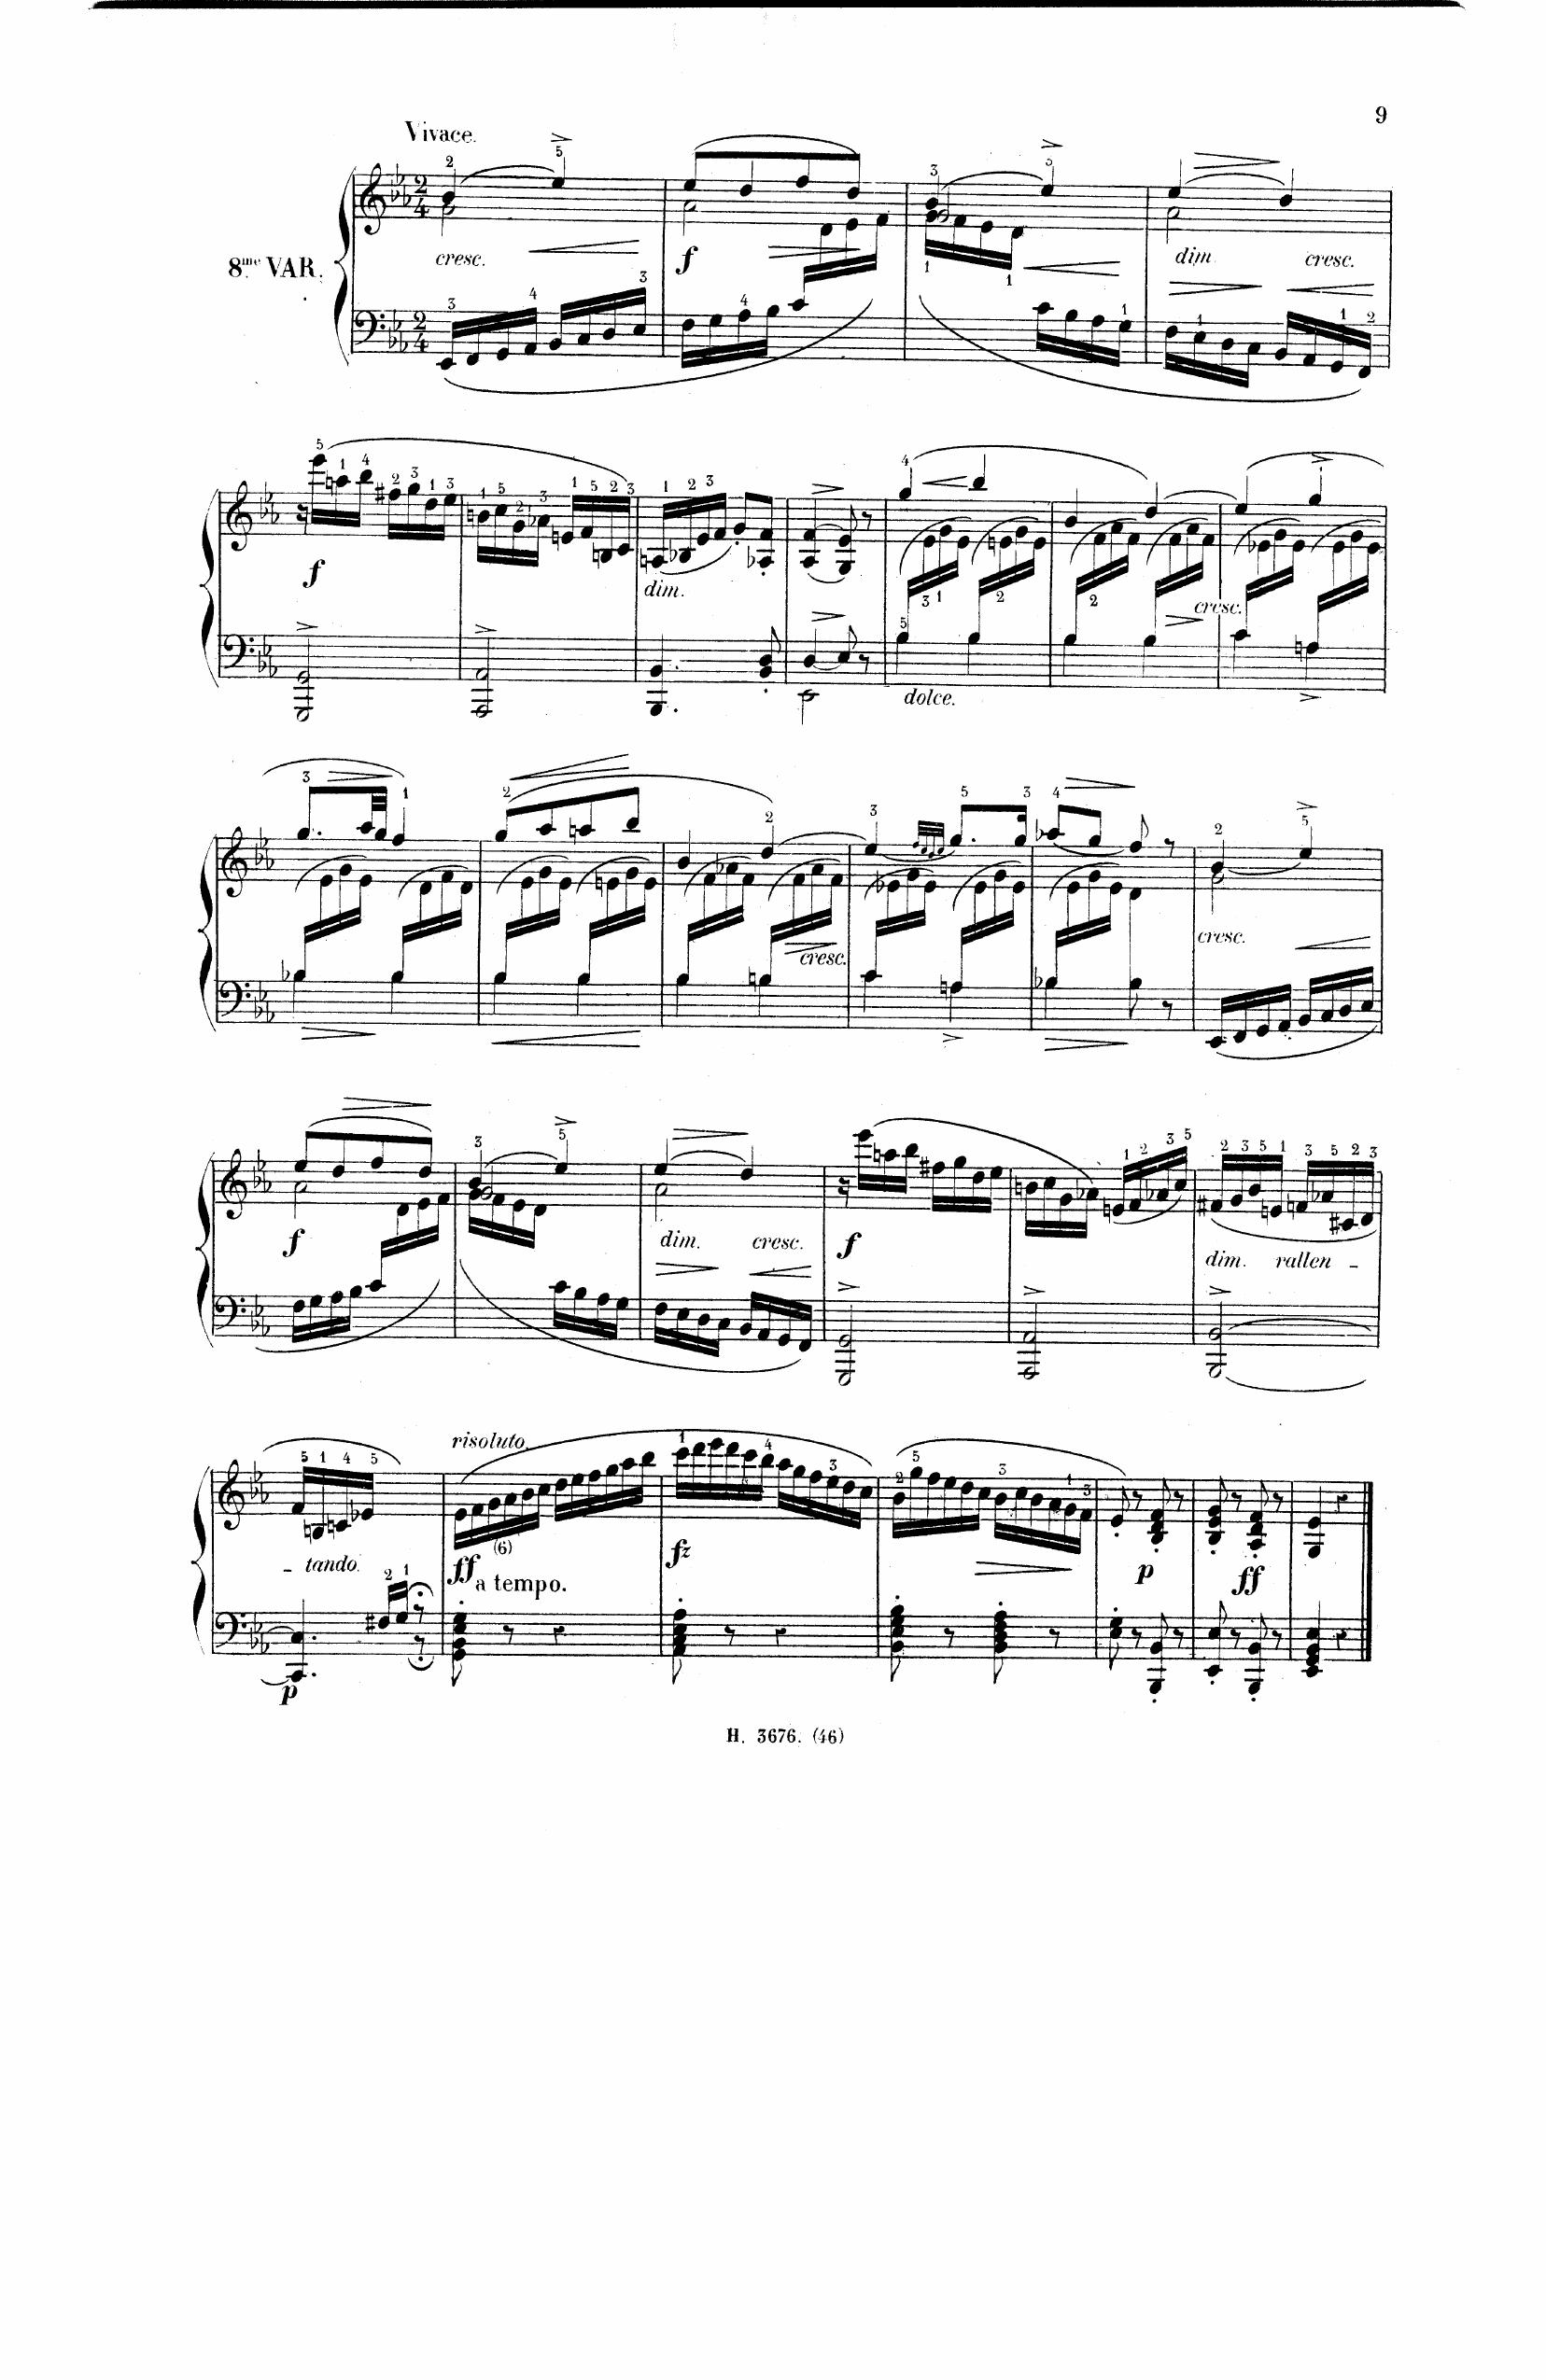 9
Vivace.
8me VAR.
cresc.
f
dim.
cresc.
f
dim.
dolce.
cresc.
cresc.
cresc.
f
dim.
cresc.
f
dim.
rallen -
- tando.
p
risoluto.
ff
(6)
a tempo.
fz
p
ff
H. 3676. (46)